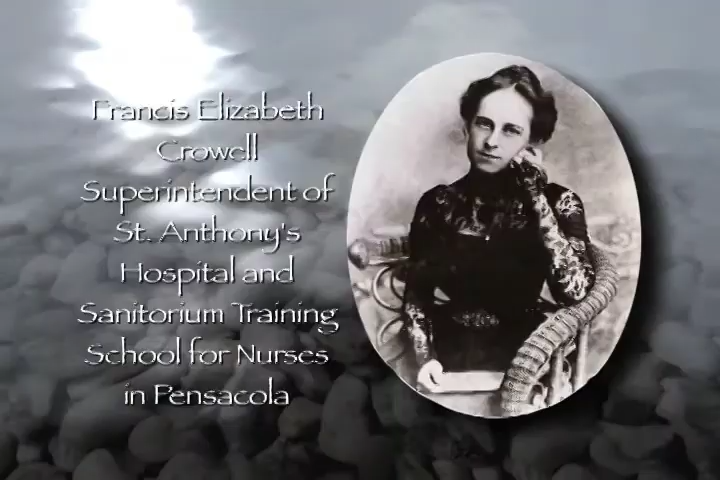 Francis Elizabeth
Crowell
Superintendent of
St. Anthony's
Hospital and
Sanitorium Training
School for Nurses
in Pensacola